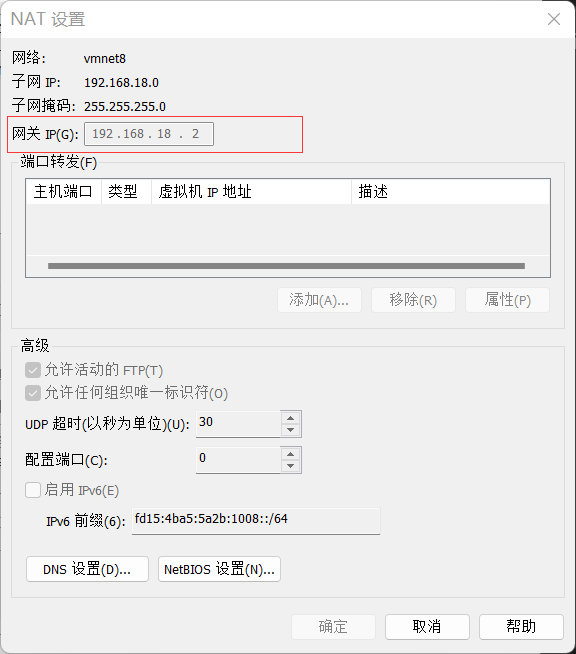 NAT 设置
网络: vmnet8
子网 IP: 192.168.18.0
子网掩码: 255.255.255.0
网关 IP(G): 192 . 168 . 18 . 2
端口转发(F)
主机端口 类型 虚拟机 IP 地址 描述
添加(A)... 移除(R) 属性(P)
高级
允许活动的 FTP(T)
允许任何组织唯一标识符(O)
UDP 超时(以秒为单位)(U): 30
配置端口(C): 0
启用 IPv6(E)
IPv6 前缀(6): fd15:4ba5:5a2b:1008::/64
DNS 设置(D)... NetBIOS 设置(N)...
确定 取消 帮助